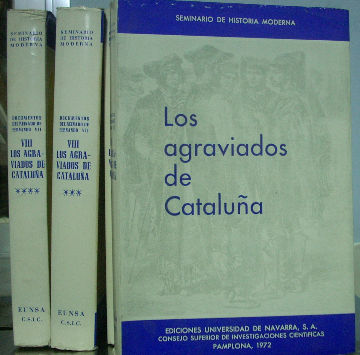 SEMINARIO
DE HISTORIA
MODERNA
DOCUMENTOS
DEL REINADO DE
FERNANDO VII
VIII
LOS AGRA-
VIADOS DE
CATALUÑA
****
EUNSA
C.S.I.C.
SEMINARIO
DE HISTORIA
MODERNA
DOCUMENTOS
DEL REINADO DE
FERNANDO VII
VIII
LOS AGRA-
VIADOS DE
CATALUÑA
***
EUNSA
C.S.I.C.
SEMINARIO DE HISTORIA MODERNA
Los
agraviados
de
Cataluña
EDICIONES UNIVERSIDAD DE NAVARRA, S. A.
CONSEJO SUPERIOR DE INVESTIGACIONES CIENTIFICAS
PAMPLONA, 1972